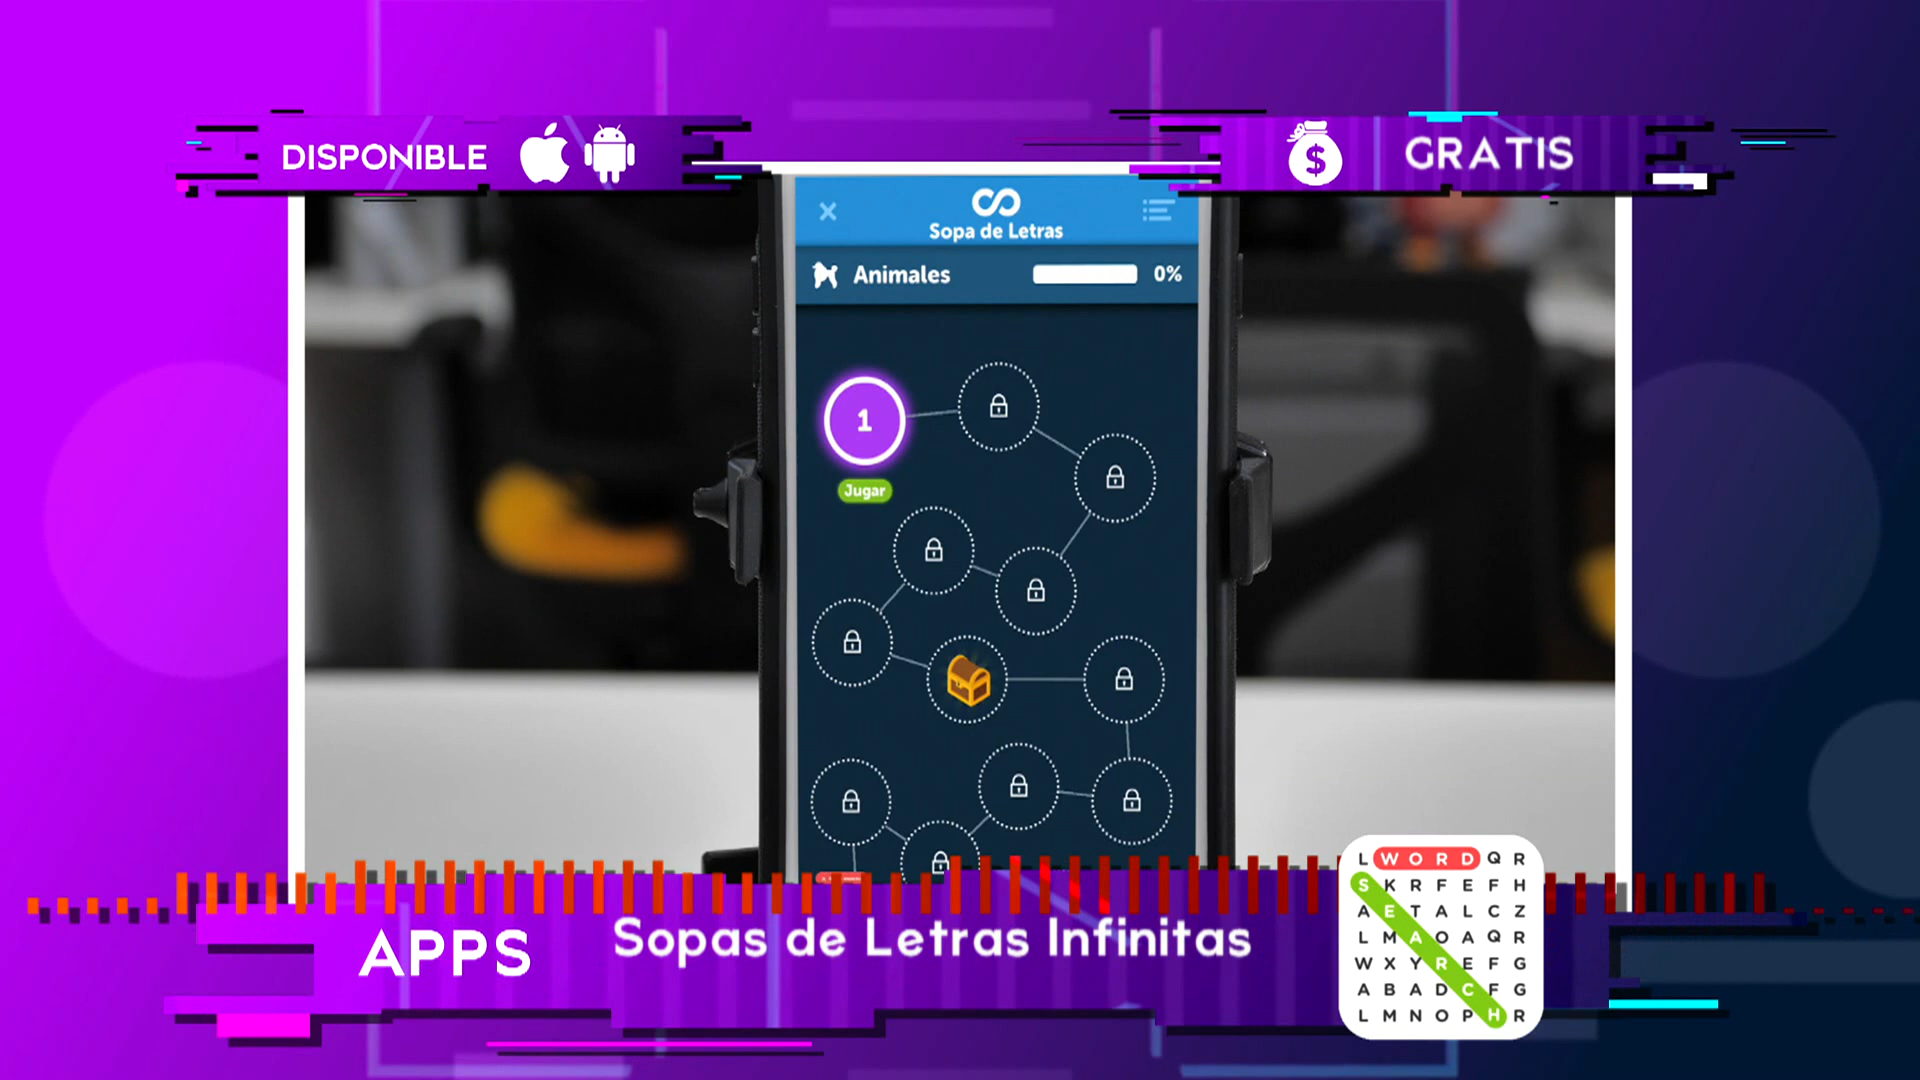 DISPONIBLE
$ GRATIS
Sopa de Letras
Animales 0%
1
Jugar
APPS
Sopas de Letras Infinitas
L W O R D Q R
S K R F E F H
A E T A L C Z
L M A O A Q R
W X Y R E F G
A B A D C F G
L M N O P H R